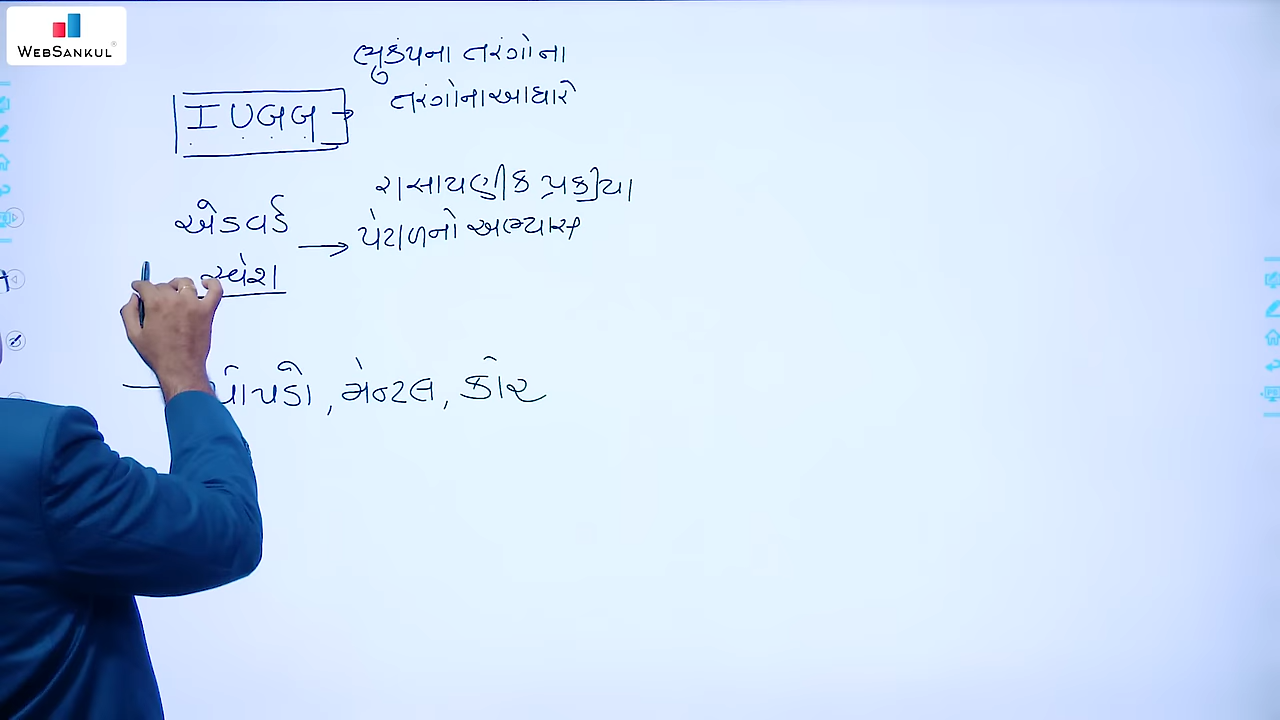 WEBSANKUL
ભુકંપના તરંગોના
તરંગોના આધારે
IUGG
રાસાયણીક પ્રક્રીયા
એડવર્ડ
પેટાળનો અભ્યાસ
સ્વેશ
પોપડો, મેન્ટલ, કોર